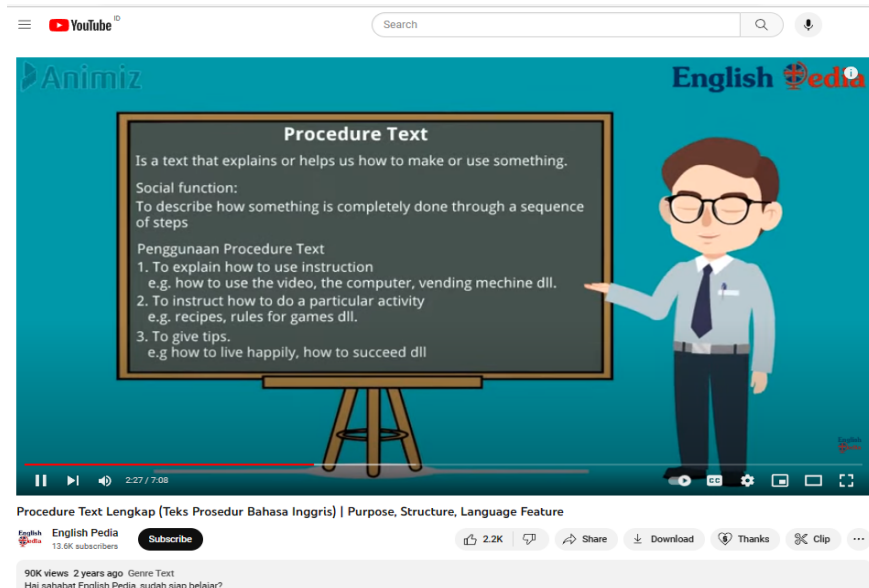 YouTube ID
Search
Animiz
English Pedia
Procedure Text
Is a text that explains or helps us how to make or use something.
Social function:
To describe how something is completely done through a sequence
of steps
Penggunaan Procedure Text
1. To explain how to use instruction
e.g. how to use the video, the computer, vending mechine dll.
2. To instruct how to do a particular activity
e.g. recipes, rules for games dll.
3. To give tips.
e.g how to live happily, how to succeed dll
English Pedia
2:27 / 7:08
CC
Procedure Text Lengkap (Teks Prosedur Bahasa Inggris) | Purpose, Structure, Language Feature
English Pedia
English Pedia
13.6K subscribers
Subscribe
2.2K
Share
Download
Thanks
Clip
90K views 2 years ago Genre Text
Hai sahabat English Pedia, sudah siap belajar?